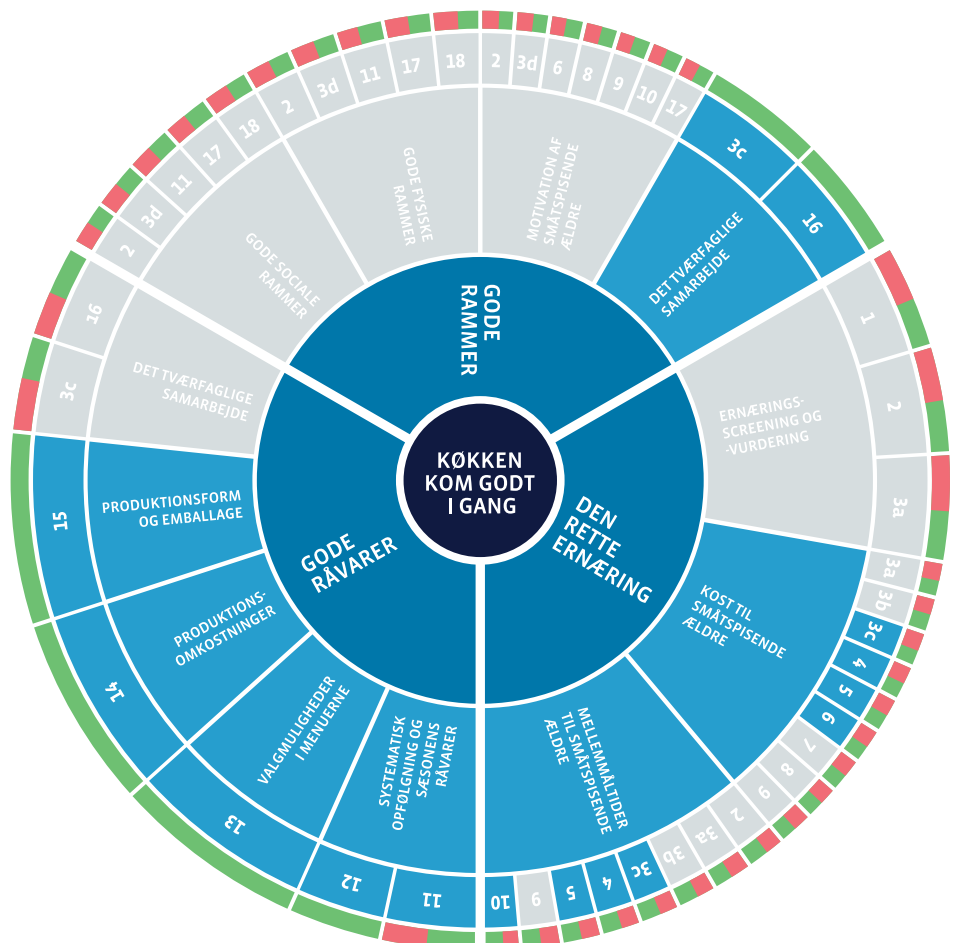 KØKKEN
KOM GODT
I GANG
GODE
RAMMER
DEN
RETTE
ERNÆRING
GODE
RÅVARER
GODE SOCIALE
RAMMER
GODE FYSISKE
RAMMER
MOTIVATION AF
SMÅTSPISENDE
ÆLDRE
DET TVÆRFAGLIGE
SAMARBEJDE
ERNÆRINGS-
SCREENING OG
-VURDERING
KOST TIL
SMÅTSPISENDE
ÆLDRE
MELLEMMÅLTIDER
TIL SMÅTSPISENDE
ÆLDRE
SYSTEMATISK
OPFØLGNING OG
SÆSONENS
RÅVARER
VALGMULIGHEDER
I MENUERNE
PRODUKTIONS-
OMKOSTNINGER
PRODUKTIONSFORM
OG EMBALLAGE
DET TVÆRFAGLIGE
SAMARBEJDE
2
3d
11
17
18
2
3d
11
17
18
2
3d
6
8
9
10
17
3c
16
1
2
3a
3a
3b
3c
4
5
6
7
8
9
2
3a
3b
3c
4
5
9
10
11
12
13
14
15
3c
16